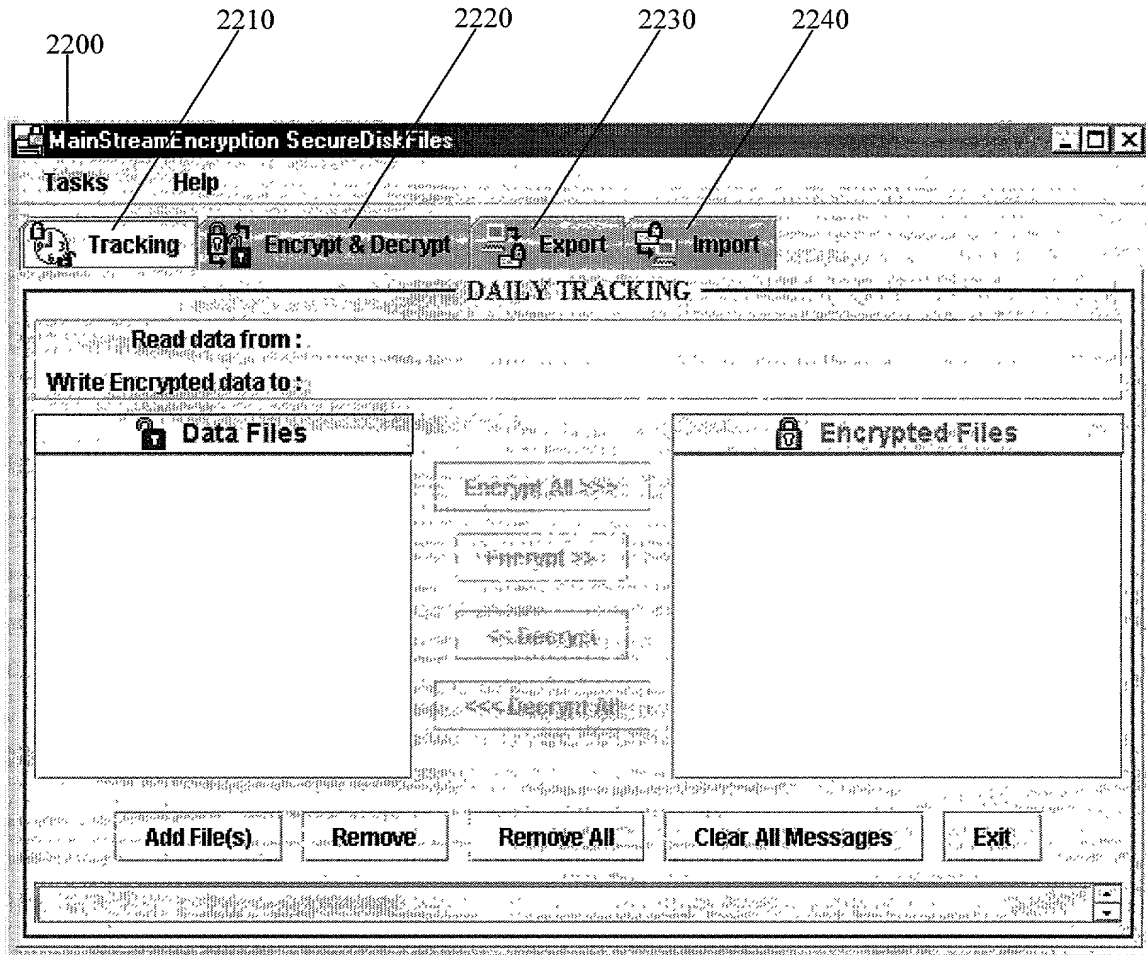 2200 2210 2220 2230 2240
MainStreamEncryption SecureDiskFiles
Tasks Help
Tracking Encrypt & Decrypt Export Import
DAILY TRACKING
Read data from :
Write Encrypted data to :
Data Files Encrypted Files
Encrypt All >>>
Encrypt >>
<< Decrypt
<<< Decrypt All
Add File(s) Remove Remove All Clear All Messages Exit